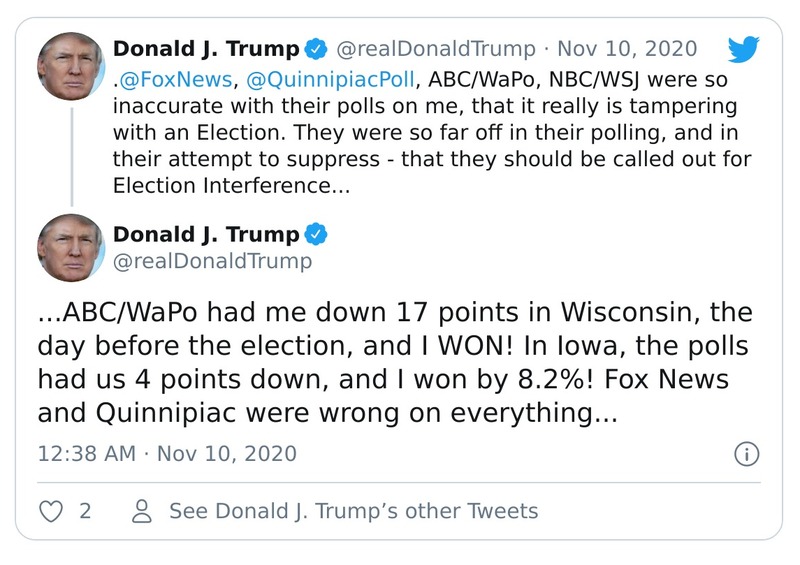 Donald J. Trump @realDonaldTrump · Nov 10, 2020
.@FoxNews, @QuinnipiacPoll, ABC/WaPo, NBC/WSJ were so
inaccurate with their polls on me, that it really is tampering
with an Election. They were so far off in their polling, and in
their attempt to suppress - that they should be called out for
Election Interference...
Donald J. Trump
@realDonaldTrump
...ABC/WaPo had me down 17 points in Wisconsin, the
day before the election, and I WON! In Iowa, the polls
had us 4 points down, and I won by 8.2%! Fox News
and Quinnipiac were wrong on everything...
12:38 AM · Nov 10, 2020
2 See Donald J. Trump’s other Tweets